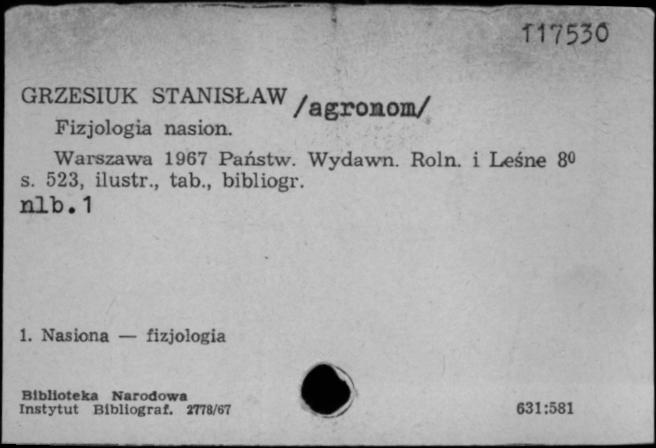 117530
GRZESIUK STANISŁAW /agronom/
Fizjologia nasion.
Warszawa 1967 Państw. Wydawn. Roln. i Leśne 8º
s. 523, ilustr., tab., bibliogr.
nlb.1
1. Nasiona — fizjologia
Biblioteka Narodowa
Instytut Bibliograf. 2778/67
631:581